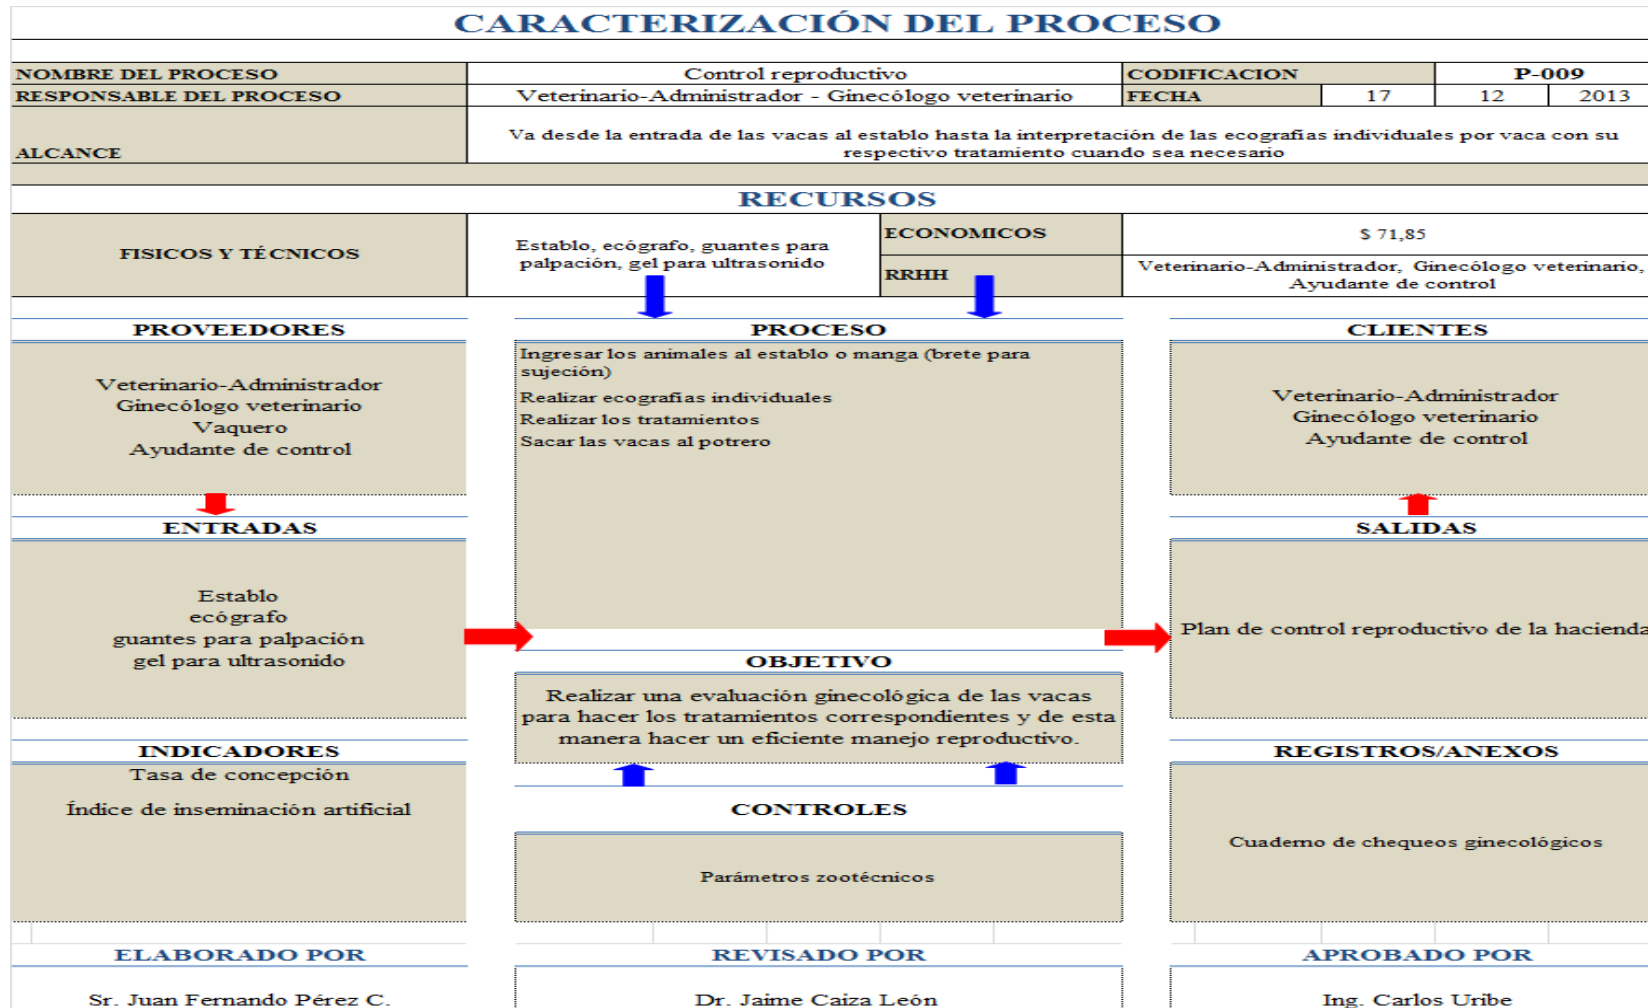 CARACTERIZACIÓN DEL PROCESO
NOMBRE DEL PROCESO
Control reproductivo
CODIFICACION
P-009
RESPONSABLE DEL PROCESO
Veterinario-Administrador - Ginecólogo veterinario
FECHA
17
12
2013
ALCANCE
Va desde la entrada de las vacas al establo hasta la interpretación de las ecografías individuales por vaca con su
respectivo tratamiento cuando sea necesario
RECURSOS
FISICOS Y TÉCNICOS
Establo, ecógrafo, guantes para
palpación, gel para ultrasonido
ECONOMICOS
$ 71,85
RRHH
Veterinario-Administrador, Ginecólogo veterinario,
Ayudante de control
PROVEEDORES
Veterinario-Administrador
Ginecólogo veterinario
Vaquero
Ayudante de control
PROCESO
Ingresar los animales al establo o manga (brete para
sujeción)
Realizar ecografías individuales
Realizar los tratamientos
Sacar las vacas al potrero
CLIENTES
Veterinario-Administrador
Ginecólogo veterinario
Ayudante de control
ENTRADAS
Establo
ecógrafo
guantes para palpación
gel para ultrasonido
SALIDAS
Plan de control reproductivo de la hacienda
OBJETIVO
Realizar una evaluación ginecológica de las vacas
para hacer los tratamientos correspondientes y de esta
manera hacer un eficiente manejo reproductivo.
INDICADORES
Tasa de concepción
Índice de inseminación artificial
CONTROLES
Parámetros zootécnicos
REGISTROS/ANEXOS
Cuaderno de chequeos ginecológicos
ELABORADO POR
REVISADO POR
APROBADO POR
Sr. Juan Fernando Pérez C.
Dr. Jaime Caiza León
Ing. Carlos Uribe